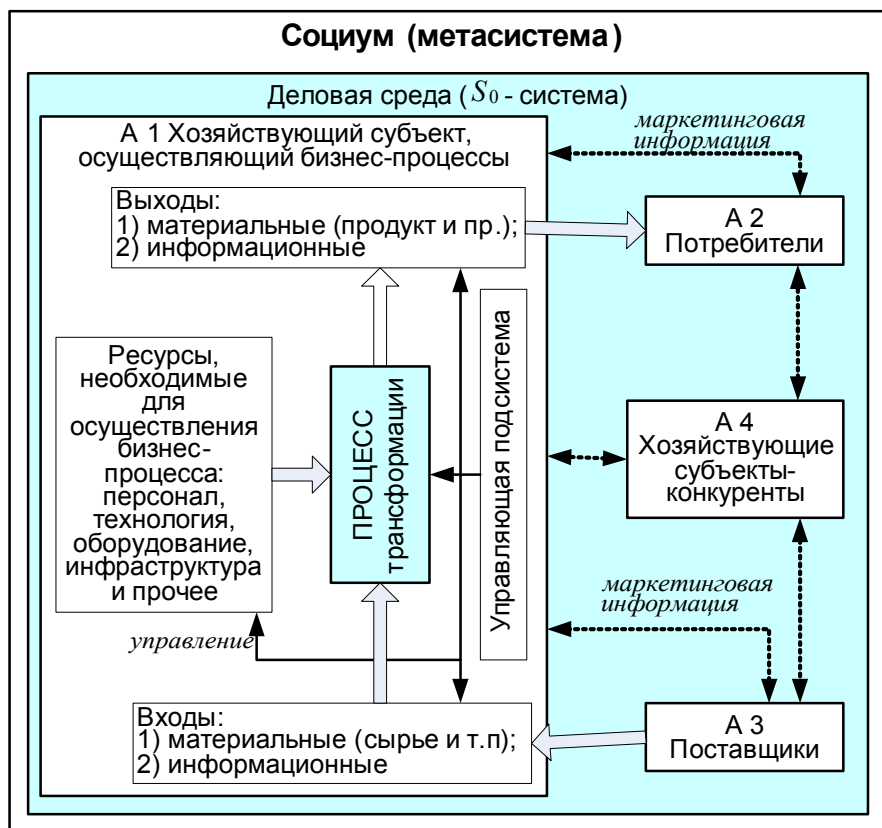 Социум (метасистема)
Деловая среда (S0 - система)
А 1 Хозяйствующий субъект,
осуществляющий бизнес-процессы
маркетинговая
информация
Выходы:
1) материальные (продукт и пр.);
2) информационные
А 2
Потребители
Ресурсы,
необходимые
для
осуществления
бизнес-
процесса:
персонал,
технология,
оборудование,
инфраструктура
и прочее
ПРОЦЕСС
трансформации
Управляющая подсистема
А 4
Хозяйствующие
субъекты-
конкуренты
управление
маркетинговая
информация
Входы:
1) материальные (сырье и т.п);
2) информационные
А 3
Поставщики